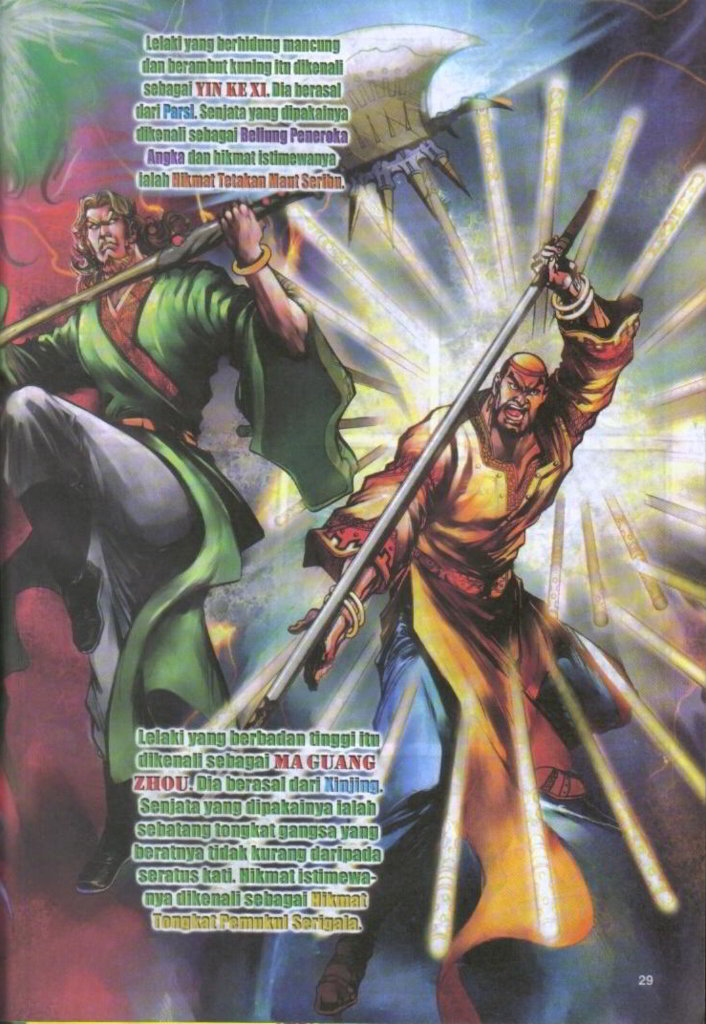 Lelaki yang berhidung mancung
dan berambut kuning itu dikenali
sebagai YIN KE XI. Dia berasal
dari Parsi. Senjata yang dipakainya
dikenali sebagai Beliung Peneroka
Angka dan hikmat istimewanya
ialah Hikmat Tetakan Maut Seribu.
Lelaki yang berbadan tinggi itu
dikenali sebagai MA GUANG
ZHOU. Dia berasal dari Xinjing.
Senjata yang dipakainya ialah
sebatang tongkat gangsa yang
beratnya tidak kurang daripada
seratus kati. Hikmat istimewa-
nya dikenali sebagai Hikmat
Tongkat Pemukul Serigala.
29